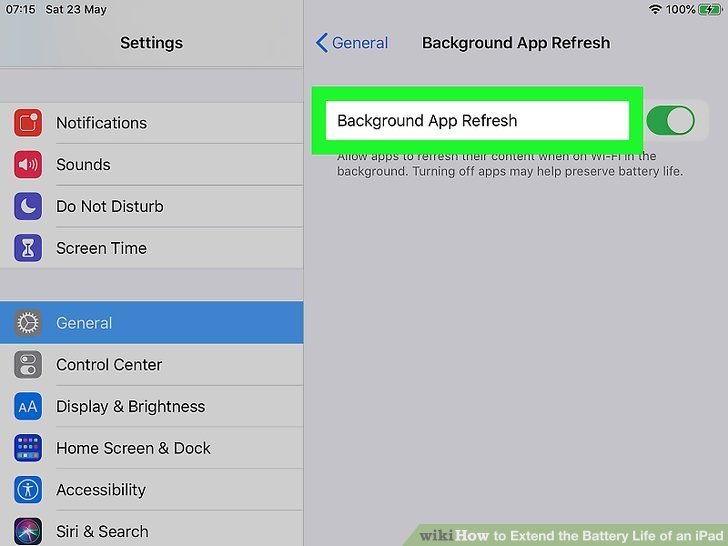 07:15 Sat 23 May
100%
Settings
General
Background App Refresh
Notifications
Sounds
Do Not Disturb
Screen Time
General
Control Center
AA
Display & Brightness
Home Screen & Dock
Accessibility
Siri & Search
Background App Refresh
Allow apps to refresh their content when on Wi-Fi in the
background. Turning off apps may help preserve battery life.
wikiHow to Extend the Battery Life of an iPad